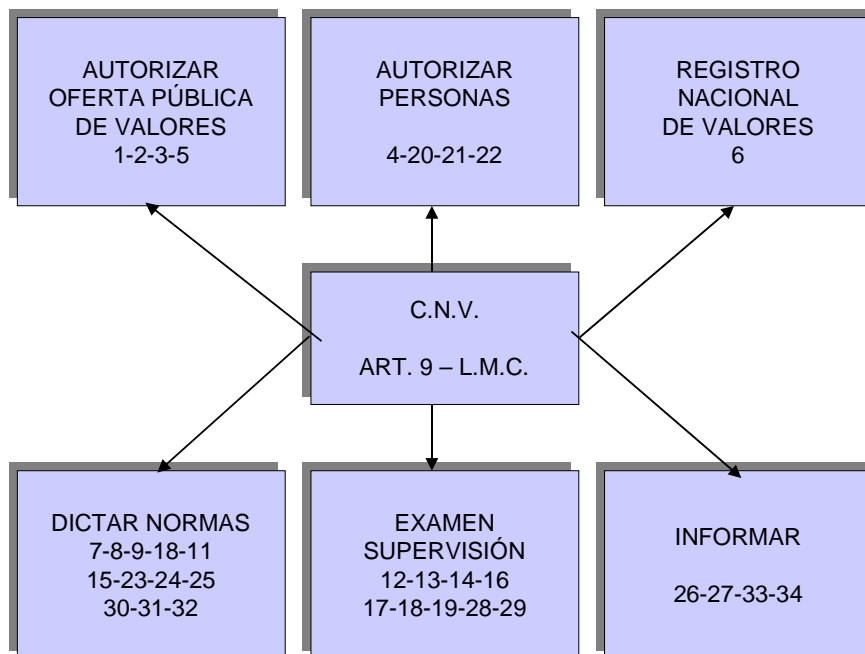 AUTORIZAR
OFERTA PÚBLICA
DE VALORES
1-2-3-5
AUTORIZAR
PERSONAS
4-20-21-22
REGISTRO
NACIONAL
DE VALORES
6
C.N.V.
ART. 9 – L.M.C.
DICTAR NORMAS
7-8-9-18-11
15-23-24-25
30-31-32
EXAMEN
SUPERVISIÓN
12-13-14-16
17-18-19-28-29
INFORMAR
26-27-33-34